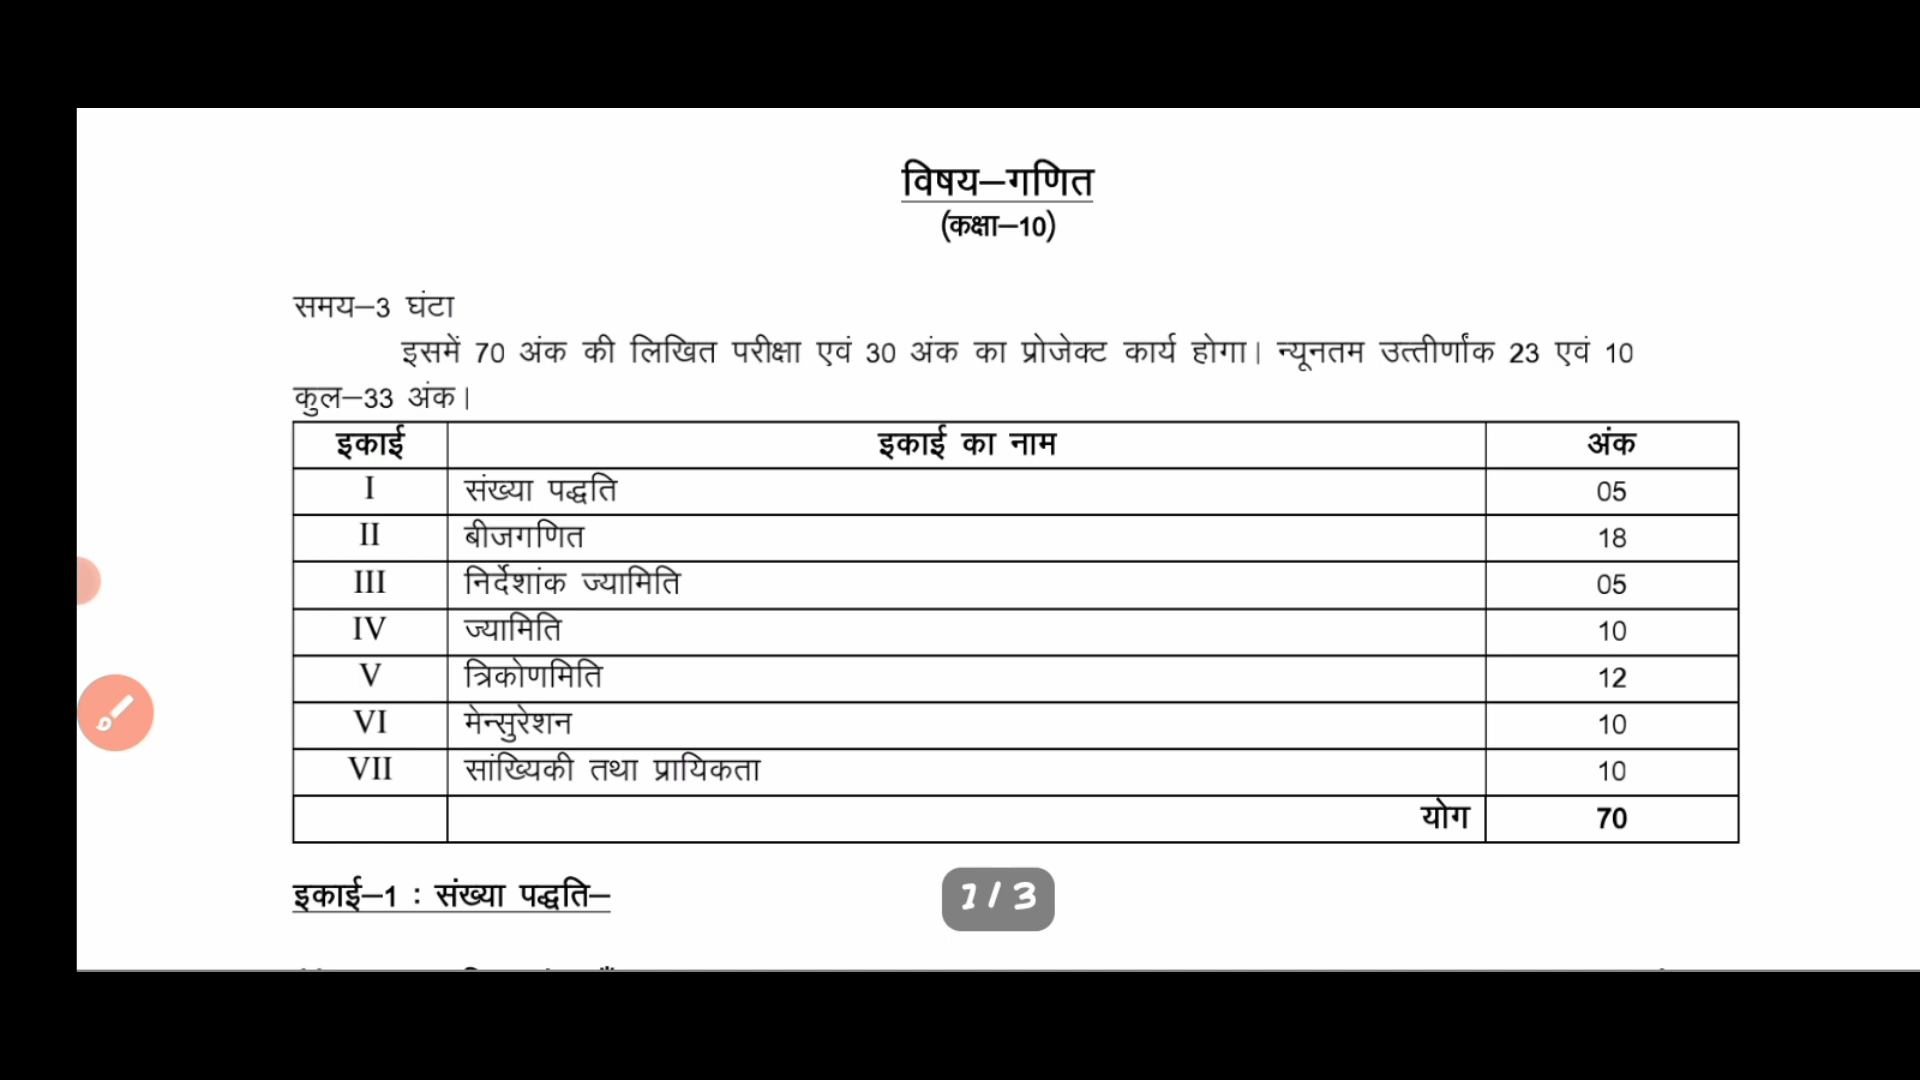 विषय–गणित
(कक्षा–10)
समय–3 घंटा
इसमें 70 अंक की लिखित परीक्षा एवं 30 अंक का प्रोजेक्ट कार्य होगा। न्यूनतम उत्तीर्णांक 23 एवं 10
कुल–33 अंक।
इकाई इकाई का नाम अंक
I संख्या पद्धति 05
II बीजगणित 18
III निर्देशांक ज्यामिति 05
IV ज्यामिति 10
V त्रिकोणमिति 12
VI मेन्सुरेशन 10
VII सांख्यिकी तथा प्रायिकता 10
योग 70
इकाई–1 : संख्या पद्धति–
1 / 3